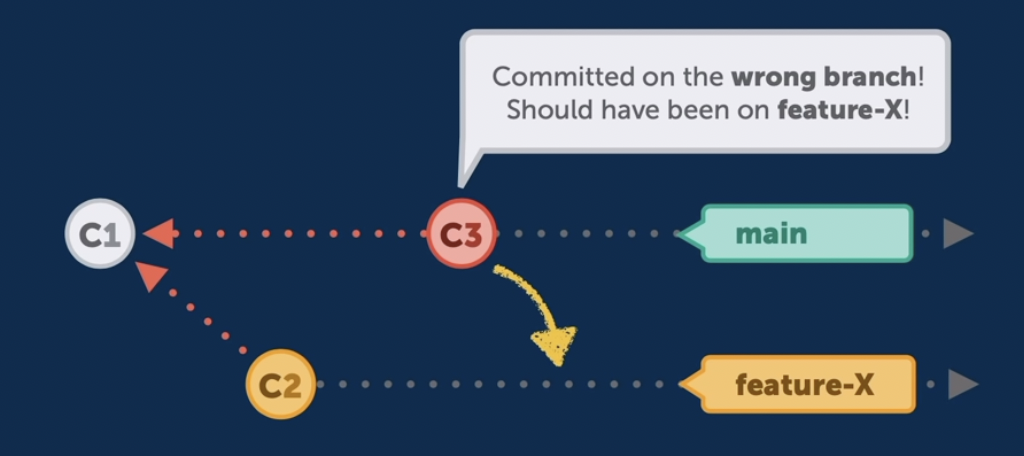 Committed on the wrong branch!
Should have been on feature-X!
C1
C3
main
C2
feature-X